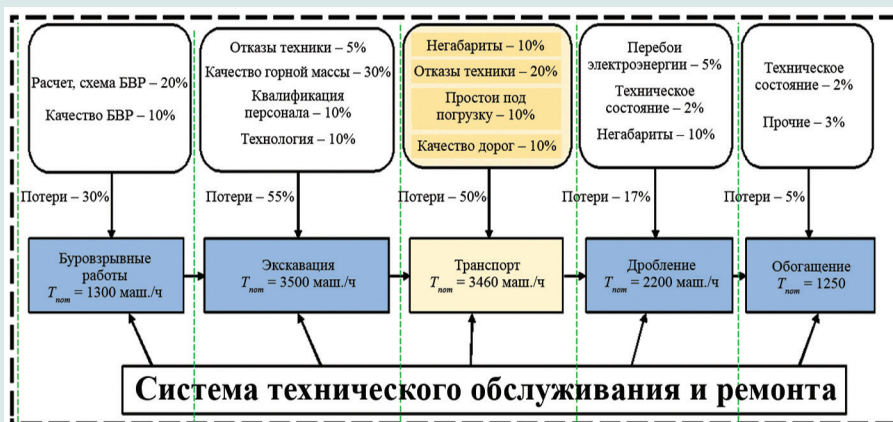 Расчет, схема БВР – 20%
Качество БВР – 10%
Отказы техники – 5%
Качество горной массы – 30%
Квалификация
персонала – 10%
Технология – 10%
Негабариты – 10%
Отказы техники – 20%
Простои под
погрузку – 10%
Качество дорог – 10%
Перебои
электроэнергии – 5%
Техническое
состояние – 2%
Негабариты – 10%
Техническое
состояние – 2%
Прочие – 3%
Потери – 30%
Потери – 55%
Потери – 50%
Потери – 17%
Потери – 5%
Буровзрывные
работы
Tпот = 1300 маш./ч
Экскавация
Tпот = 3500 маш./ч
Транспорт
Tпот = 3460 маш./ч
Дробление
Tпот = 2200 маш./ч
Обогащение
Tпот = 1250
Система технического обслуживания и ремонта